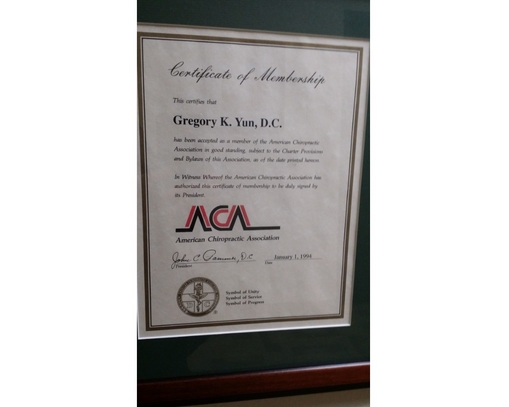 Certificate of Membership
This certifies that
Gregory K. Yun, D.C.
has been accepted as a member of the American Chiropractic
Association in good standing, subject to the Charter Provisions
and Bylaws of this Association, as of the date printed hereon.
In Witness Whereof the American Chiropractic Association has
authorized this certificate of membership to be duly signed by
its President.
ACA
American Chiropractic Association
John C. D.C.
President
January 1, 1994
Date
Symbol of Unity
Symbol of Service
Symbol of Progress